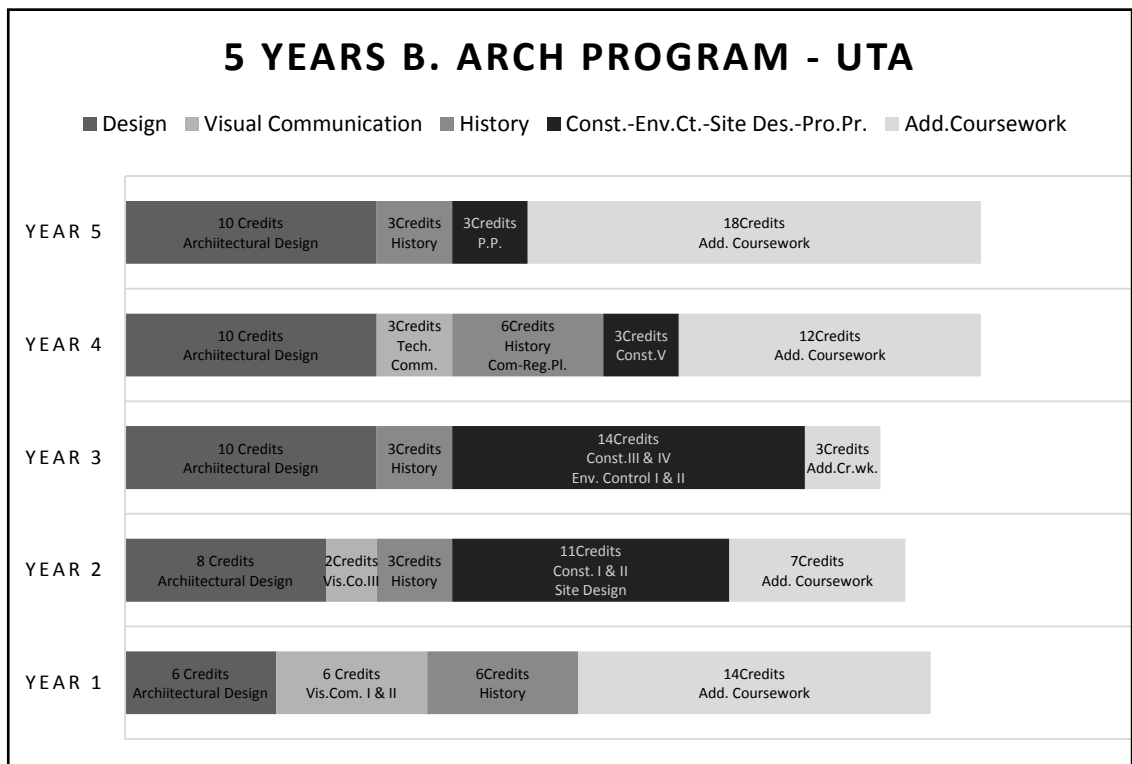 5 YEARS B. ARCH PROGRAM - UTA
Design Visual Communication History Const.-Env.Ct.-Site Des.-Pro.Pr. Add.Coursework
YEAR 5
10 Credits
Archiitectural Design
3Credits
History
3Credits
P.P.
18Credits
Add. Coursework
YEAR 4
10 Credits
Archiitectural Design
3Credits
Tech.
Comm.
6Credits
History
Com-Reg.Pl.
3Credits
Const.V
12Credits
Add. Coursework
YEAR 3
10 Credits
Archiitectural Design
3Credits
History
14Credits
Const.III & IV
Env. Control I & II
3Credits
Add.Cr.wk.
YEAR 2
8 Credits
Archiitectural Design
2Credits
Vis.Co.III
3Credits
History
11Credits
Const. I & II
Site Design
7Credits
Add. Coursework
YEAR 1
6 Credits
Archiitectural Design
6 Credits
Vis.Com. I & II
6Credits
History
14Credits
Add. Coursework